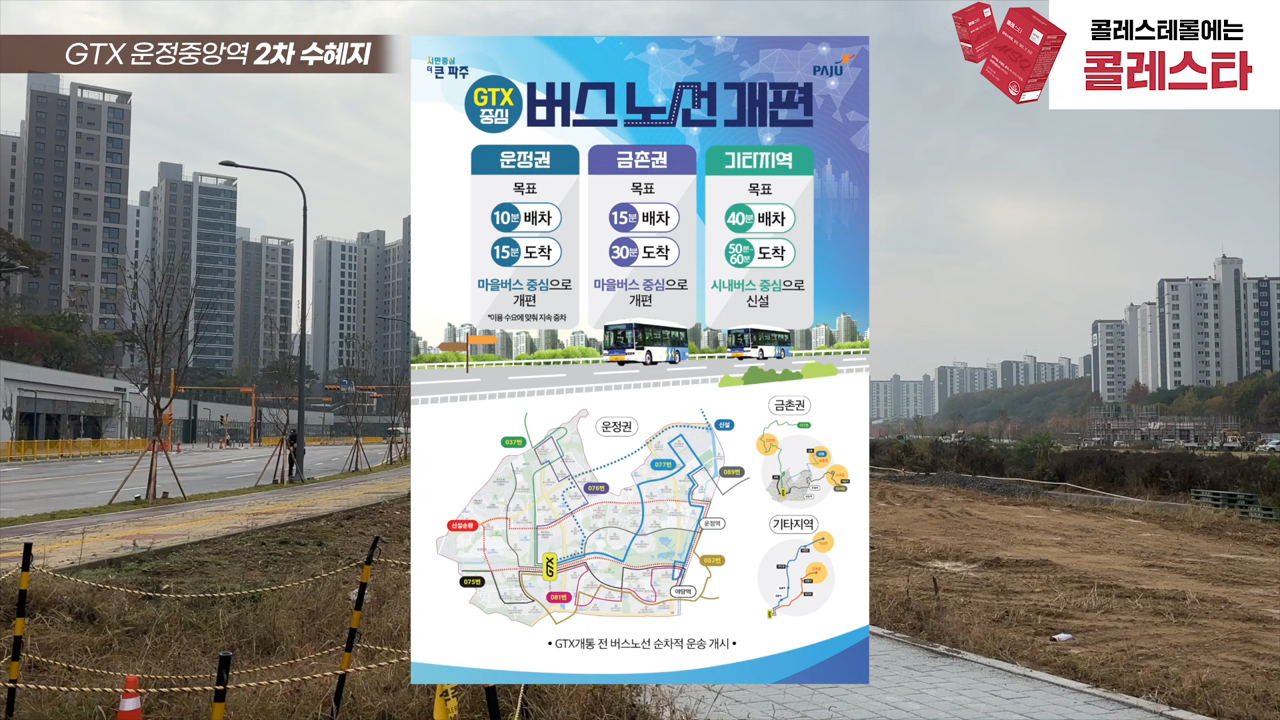 GTX 운정중앙역 2차 수혜지
콜레스테롤에는
콜레스타
시민중심
더 큰 파주
PAJU
GTX
중심
버스 노선 개편
운정권
목표
10분 배차
15분 도착
마을버스 중심으로
개편
*이용 수요에 맞춰 지속 증차
금촌권
목표
15분 배차
30분 도착
마을버스 중심으로
개편
기타지역
목표
40분 배차
50분~
60분 도착
시내버스 중심으로
신설
운정권
037번
신설
077번
076번
089번
신설순환
운정역
GTX
082번
075번
081번
야당역
금촌권
기타지역
• GTX개통 전 버스노선 순차적 운송 개시 •